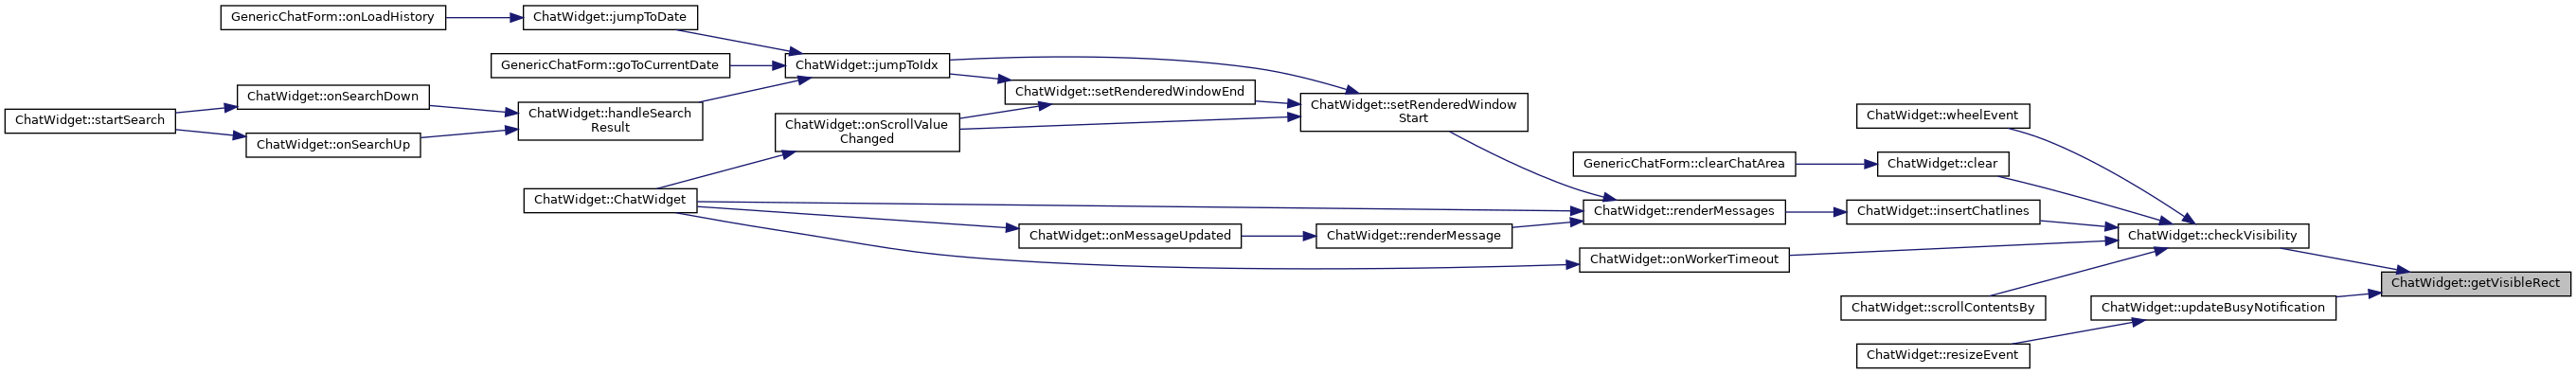 GenericChatForm::onLoadHistory
ChatWidget::jumpToDate
GenericChatForm::goToCurrentDate
ChatWidget::jumpToIdx
ChatWidget::startSearch
ChatWidget::onSearchDown
ChatWidget::onSearchUp
ChatWidget::handleSearch
Result
ChatWidget::setRenderedWindowEnd
ChatWidget::onScrollValue
Changed
ChatWidget::setRenderedWindow
Start
ChatWidget::ChatWidget
ChatWidget::onMessageUpdated
ChatWidget::renderMessage
ChatWidget::renderMessages
ChatWidget::onWorkerTimeout
GenericChatForm::clearChatArea
ChatWidget::wheelEvent
ChatWidget::clear
ChatWidget::insertChatlines
ChatWidget::scrollContentsBy
ChatWidget::resizeEvent
ChatWidget::checkVisibility
ChatWidget::updateBusyNotification
ChatWidget::getVisibleRect